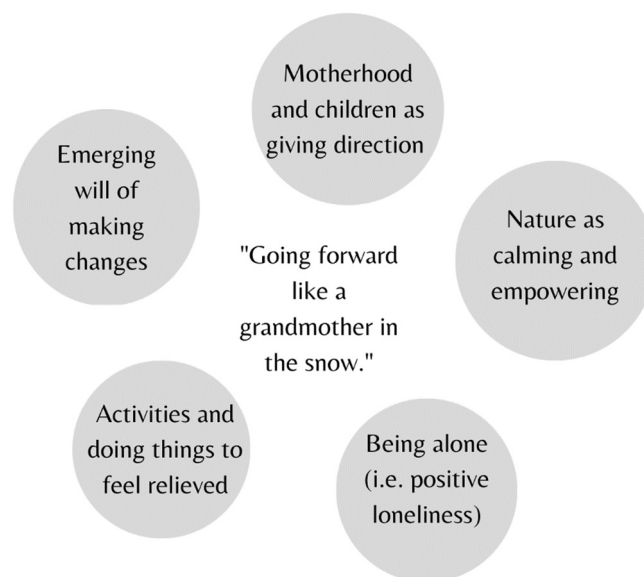 Motherhood
and children as
giving direction
Emerging
will of
making
changes
Nature as
calming and
empowering
"Going forward
like a
grandmother in
the snow."
Activities and
doing things to
feel relieved
Being alone
(i.e. positive
loneliness)